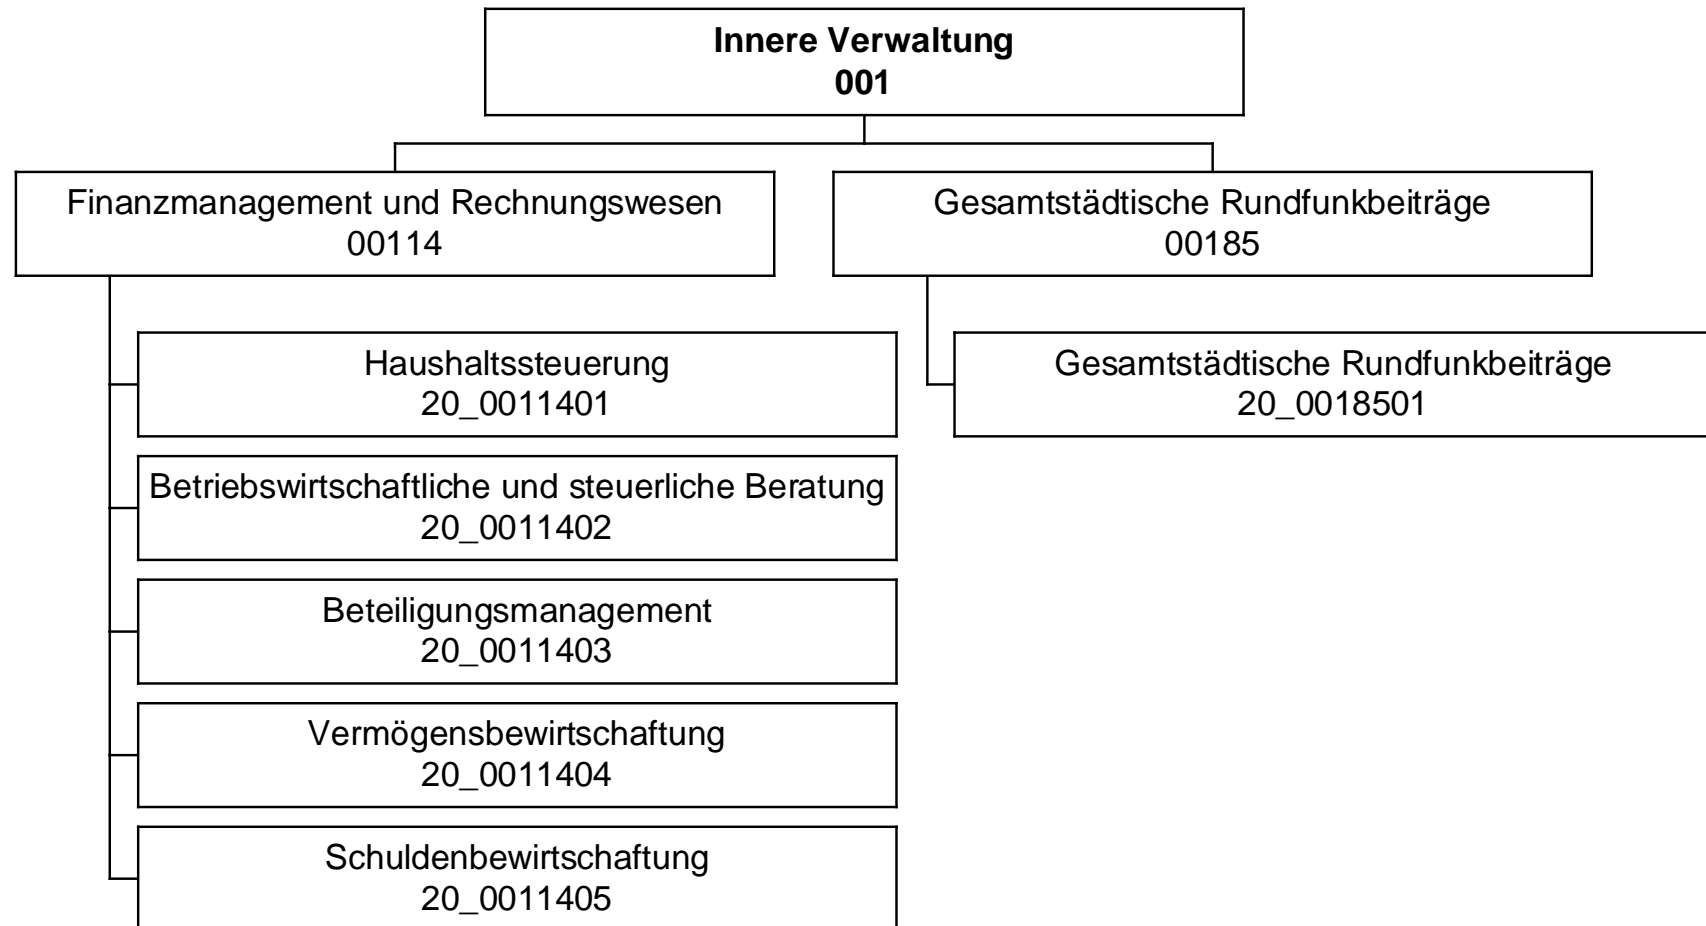 Innere Verwaltung
001
Finanzmanagement und Rechnungswesen
00114
Gesamtstädtische Rundfunkbeiträge
00185
Haushaltssteuerung
20_0011401
Betriebswirtschaftliche und steuerliche Beratung
20_0011402
Beteiligungsmanagement
20_0011403
Vermögensbewirtschaftung
20_0011404
Schuldenbewirtschaftung
20_0011405
Gesamtstädtische Rundfunkbeiträge
20_0018501